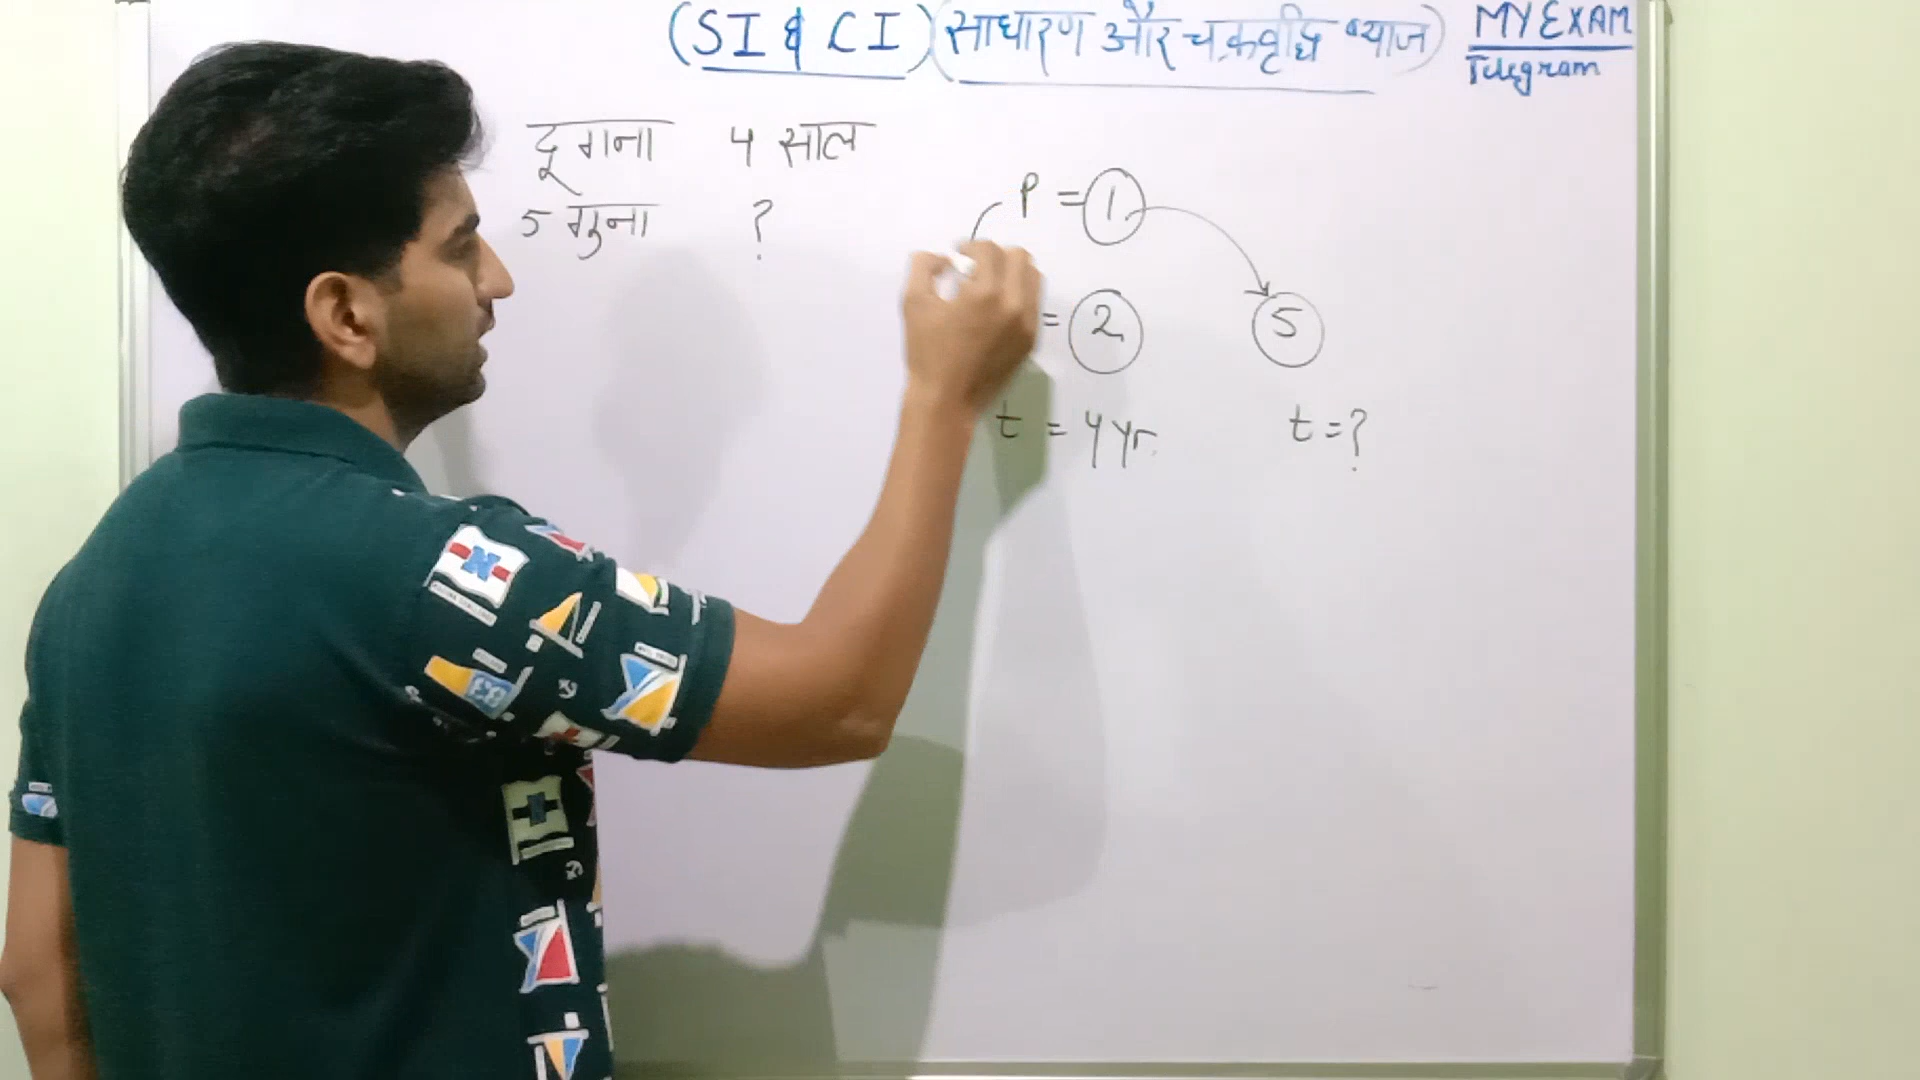 (SI & CI) (साधारण और चक्रवृद्धि ब्याज)
MY EXAM
Telegram
दूगना 4 साल
5 गुना ?
P = 1
= 2 5
t = 4 yr. t = ?
N